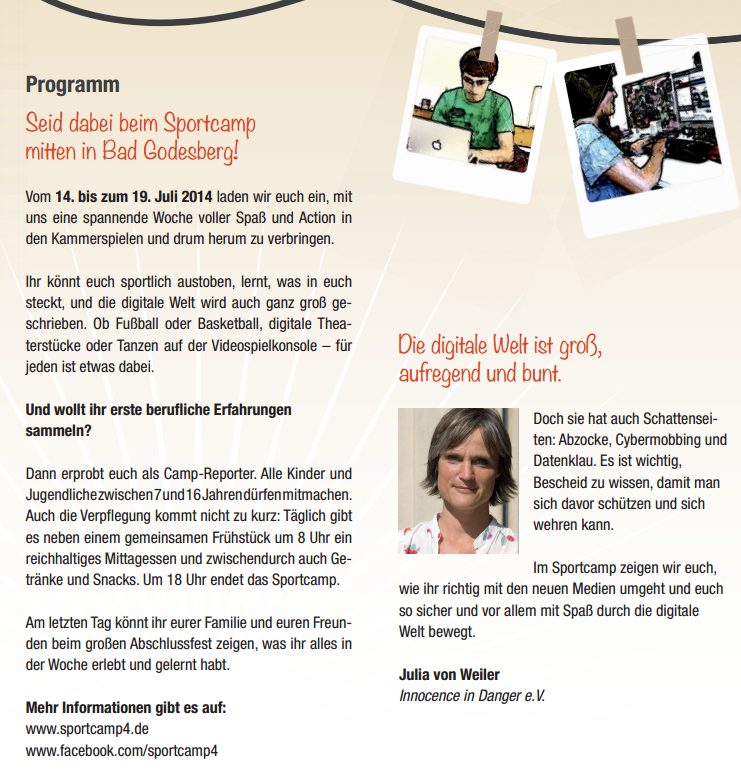 Programm
Seid dabei beim Sportcamp
mitten in Bad Godesberg!
Vom 14. bis zum 19. Juli 2014 laden wir euch ein, mit
uns eine spannende Woche voller Spaß und Action in
den Kammerspielen und drum herum zu verbringen.
Ihr könnt euch sportlich austoben, lernt, was in euch
steckt, und die digitale Welt wird auch ganz groß ge-
schrieben. Ob Fußball oder Basketball, digitale Thea-
terstücke oder Tanzen auf der Videospielkonsole – für
jeden ist etwas dabei.
Und wollt ihr erste berufliche Erfahrungen
sammeln?
Dann erprobt euch als Camp-Reporter. Alle Kinder und
Jugendliche zwischen 7 und 16 Jahren dürfen mitmachen.
Auch die Verpflegung kommt nicht zu kurz: Täglich gibt
es neben einem gemeinsamen Frühstück um 8 Uhr ein
reichhaltiges Mittagessen und zwischendurch auch Ge-
tränke und Snacks. Um 18 Uhr endet das Sportcamp.
Am letzten Tag könnt ihr eurer Familie und euren Freun-
den beim großen Abschlussfest zeigen, was ihr alles in
der Woche erlebt und gelernt habt.
Mehr Informationen gibt es auf:
www.sportcamp4.de
www.facebook.com/sportcamp4
Die digitale Welt ist groß,
aufregend und bunt.
Doch sie hat auch Schattensei-
ten: Abzocke, Cybermobbing und
Datenklau. Es ist wichtig,
Bescheid zu wissen, damit man
sich davor schützen und sich
wehren kann.
Im Sportcamp zeigen wir euch,
wie ihr richtig mit den neuen Medien umgeht und euch
so sicher und vor allem mit Spaß durch die digitale
Welt bewegt.
Julia von Weiler
Innocence in Danger e.V.